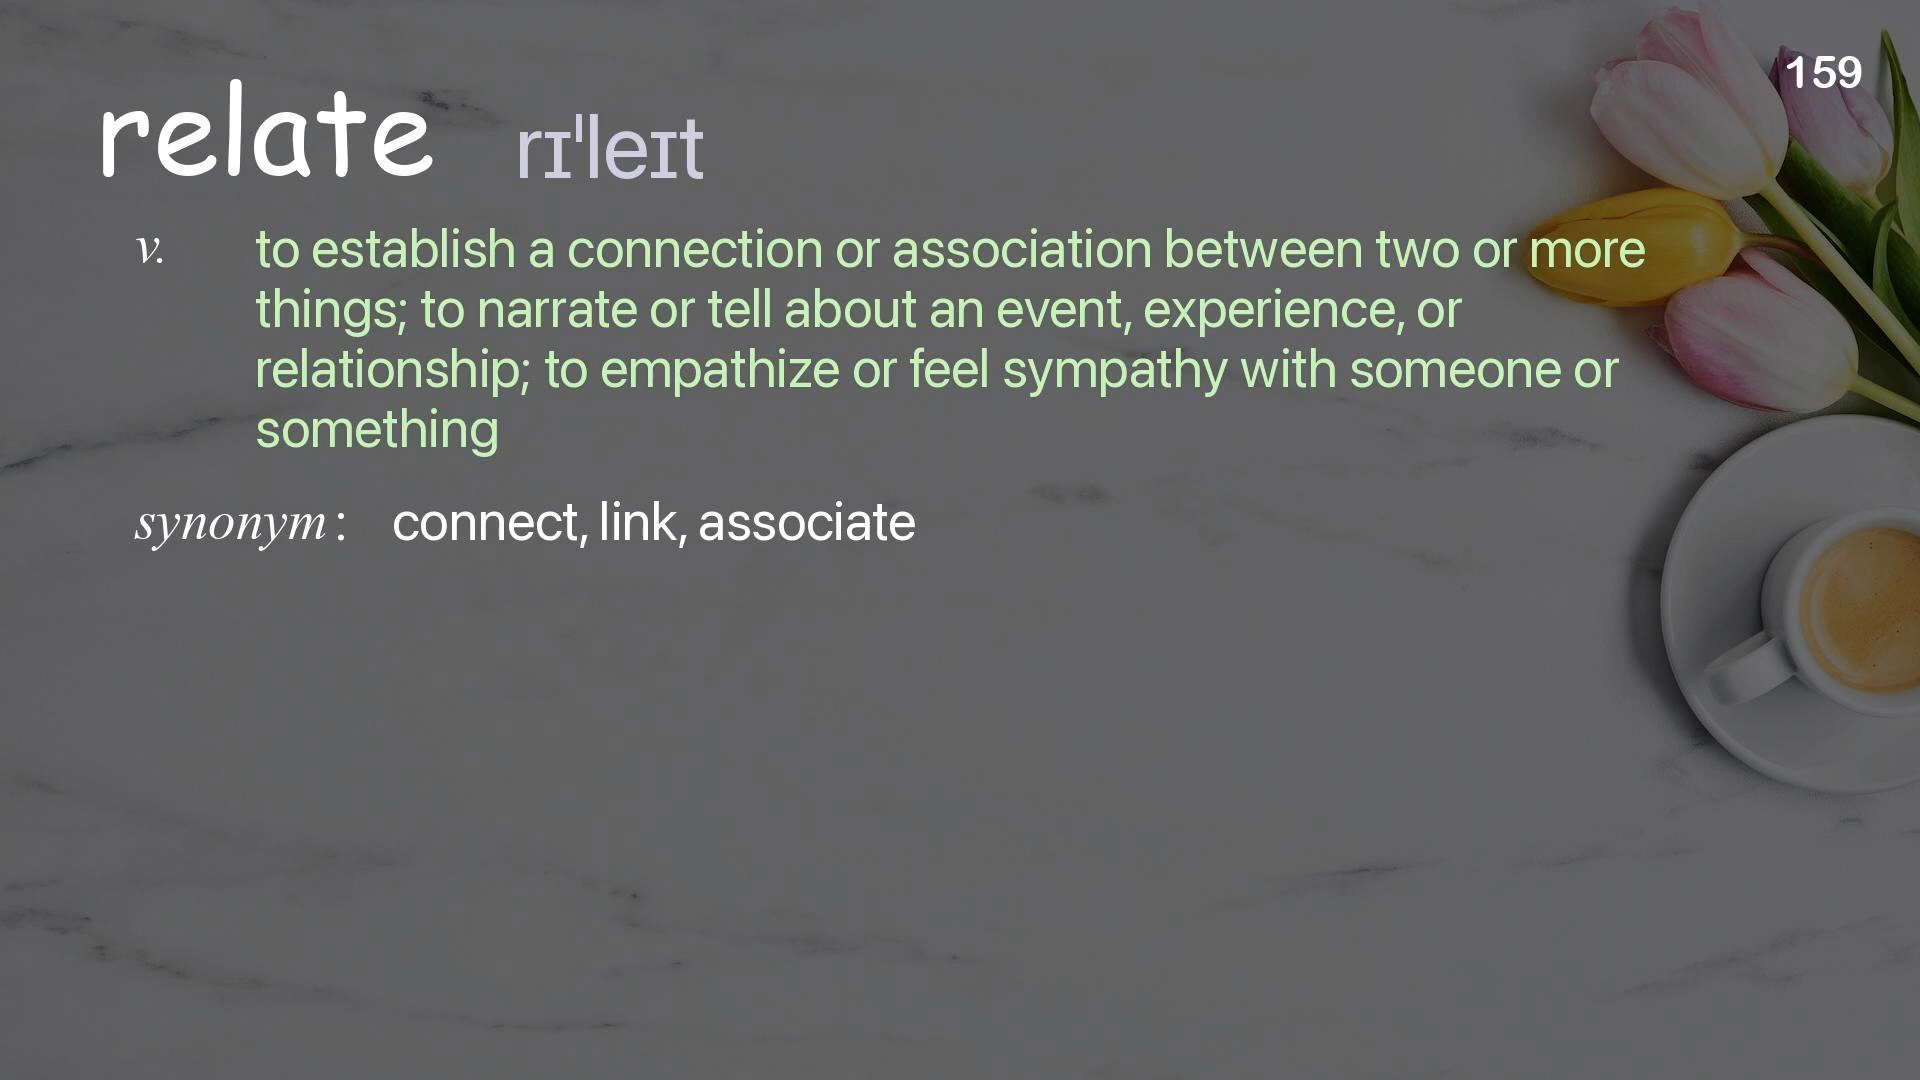 159
relate rɪˈleɪt
v. to establish a connection or association between two or more
things; to narrate or tell about an event, experience, or
relationship; to empathize or feel sympathy with someone or
something
synonym : connect, link, associate